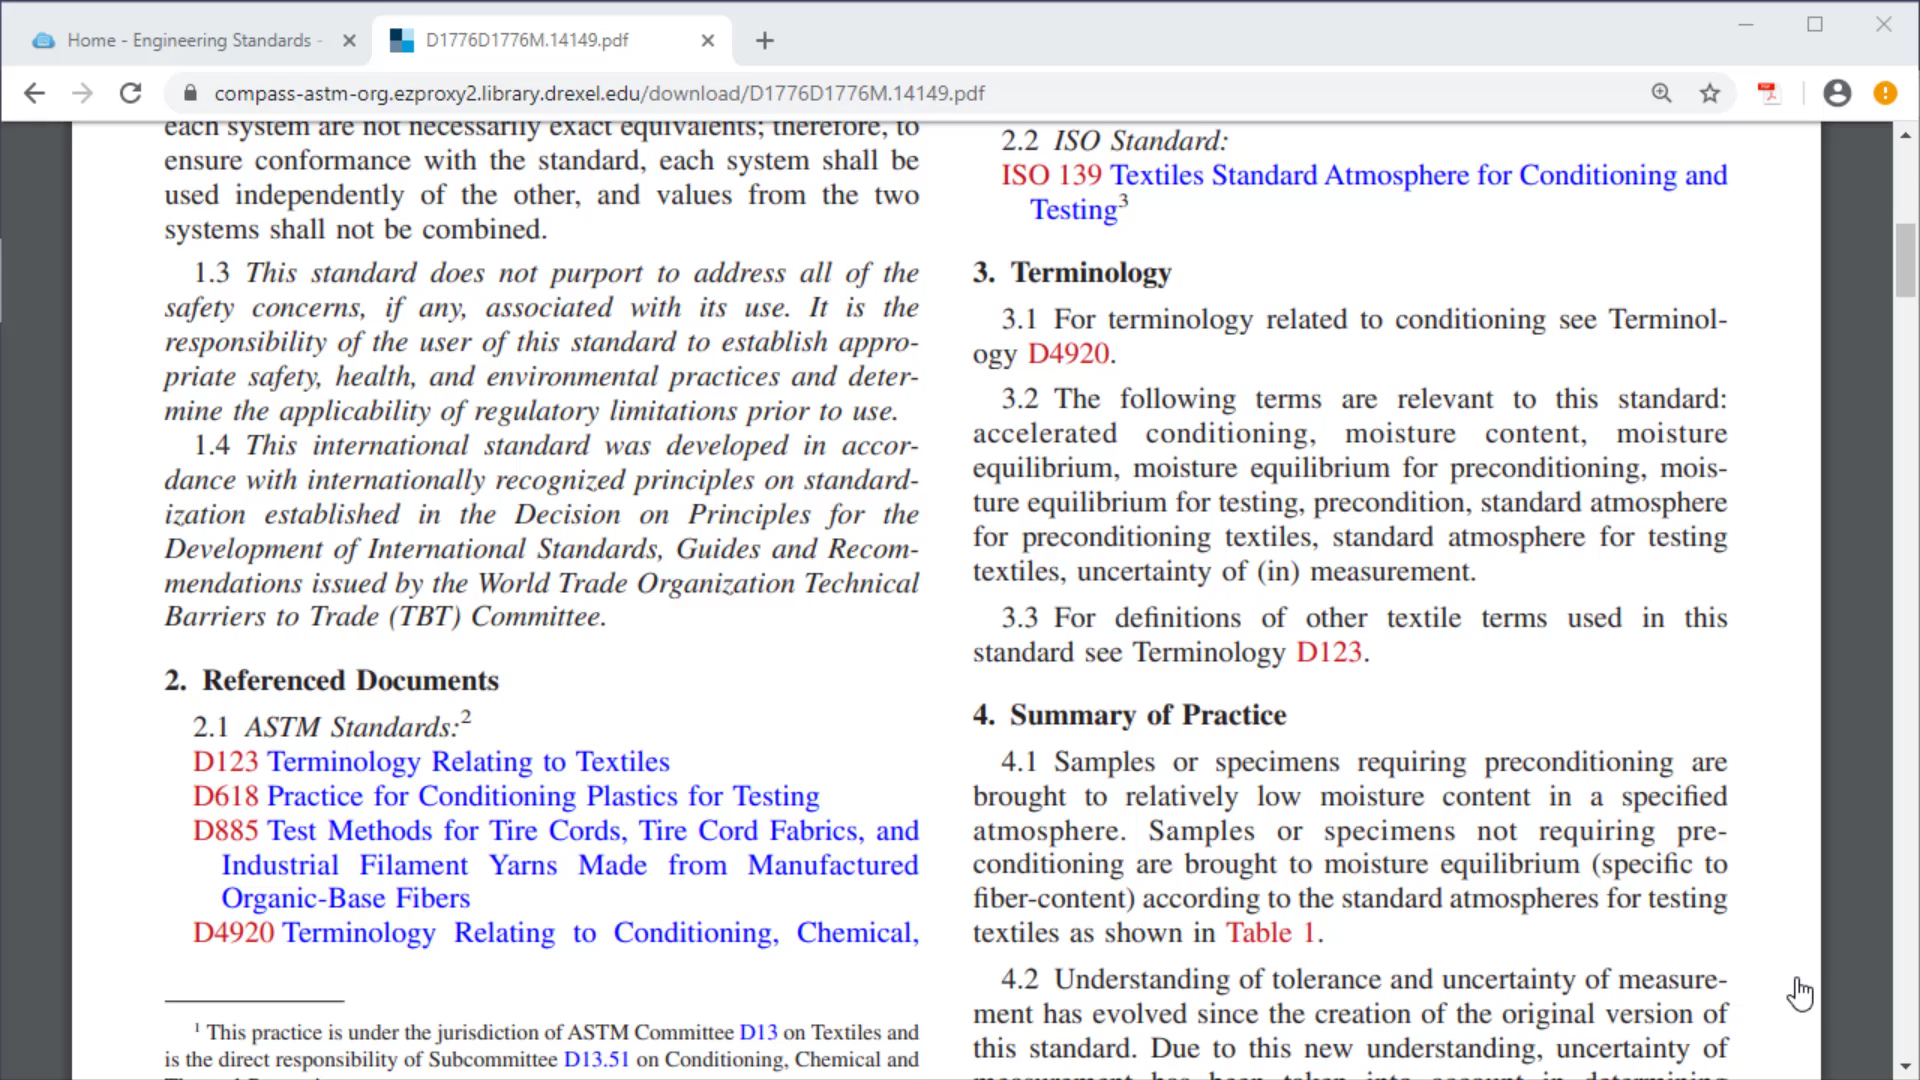 Home - Engineering Standards -
D1776D1776M.14149.pdf
compass-astm-org.ezproxy2.library.drexel.edu/download/D1776D1776M.14149.pdf
each system are not necessarily exact equivalents; therefore, to
ensure conformance with the standard, each system shall be
used independently of the other, and values from the two
systems shall not be combined.
1.3 This standard does not purport to address all of the
safety concerns, if any, associated with its use. It is the
responsibility of the user of this standard to establish appro-
priate safety, health, and environmental practices and deter-
mine the applicability of regulatory limitations prior to use.
1.4 This international standard was developed in accor-
dance with internationally recognized principles on standard-
ization established in the Decision on Principles for the
Development of International Standards, Guides and Recom-
mendations issued by the World Trade Organization Technical
Barriers to Trade (TBT) Committee.
2. Referenced Documents
2.1 ASTM Standards:2
D123 Terminology Relating to Textiles
D618 Practice for Conditioning Plastics for Testing
D885 Test Methods for Tire Cords, Tire Cord Fabrics, and
Industrial Filament Yarns Made from Manufactured
Organic-Base Fibers
D4920 Terminology Relating to Conditioning, Chemical,
1 This practice is under the jurisdiction of ASTM Committee D13 on Textiles and
is the direct responsibility of Subcommittee D13.51 on Conditioning, Chemical and
2.2 ISO Standard:
ISO 139 Textiles Standard Atmosphere for Conditioning and
Testing3
3. Terminology
3.1 For terminology related to conditioning see Terminol-
ogy D4920.
3.2 The following terms are relevant to this standard:
accelerated conditioning, moisture content, moisture
equilibrium, moisture equilibrium for preconditioning, mois-
ture equilibrium for testing, precondition, standard atmosphere
for preconditioning textiles, standard atmosphere for testing
textiles, uncertainty of (in) measurement.
3.3 For definitions of other textile terms used in this
standard see Terminology D123.
4. Summary of Practice
4.1 Samples or specimens requiring preconditioning are
brought to relatively low moisture content in a specified
atmosphere. Samples or specimens not requiring pre-
conditioning are brought to moisture equilibrium (specific to
fiber-content) according to the standard atmospheres for testing
textiles as shown in Table 1.
4.2 Understanding of tolerance and uncertainty of measure-
ment has evolved since the creation of the original version of
this standard. Due to this new understanding, uncertainty of